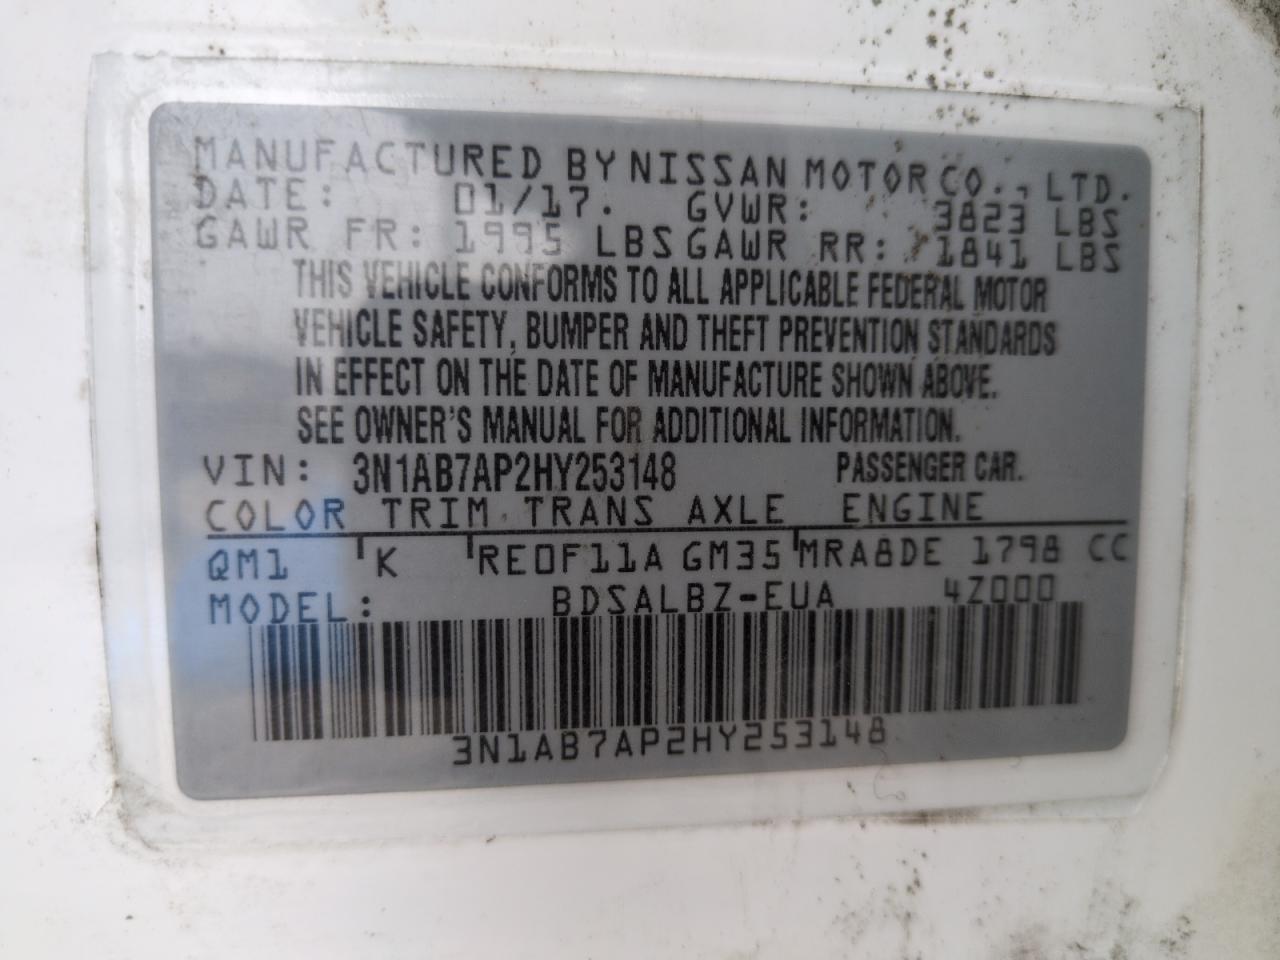 MANUFACTURED BY NISSAN MOTOR CO., LTD.
DATE: 01/17. GVWR: 3823 LBS
GAWR FR: 1995 LBS GAWR RR: 1841 LBS
THIS VEHICLE CONFORMS TO ALL APPLICABLE FEDERAL MOTOR
VEHICLE SAFETY, BUMPER AND THEFT PREVENTION STANDARDS
IN EFFECT ON THE DATE OF MANUFACTURE SHOWN ABOVE.
SEE OWNER'S MANUAL FOR ADDITIONAL INFORMATION.
VIN: 3N1AB7AP2HY253148 PASSENGER CAR.
COLOR TRIM TRANS AXLE ENGINE
QM1 K RE0F11A GM35 MRA8DE 1798 CC
MODEL: BDSALBZ-EUA 4Z000
3N1AB7AP2HY253148